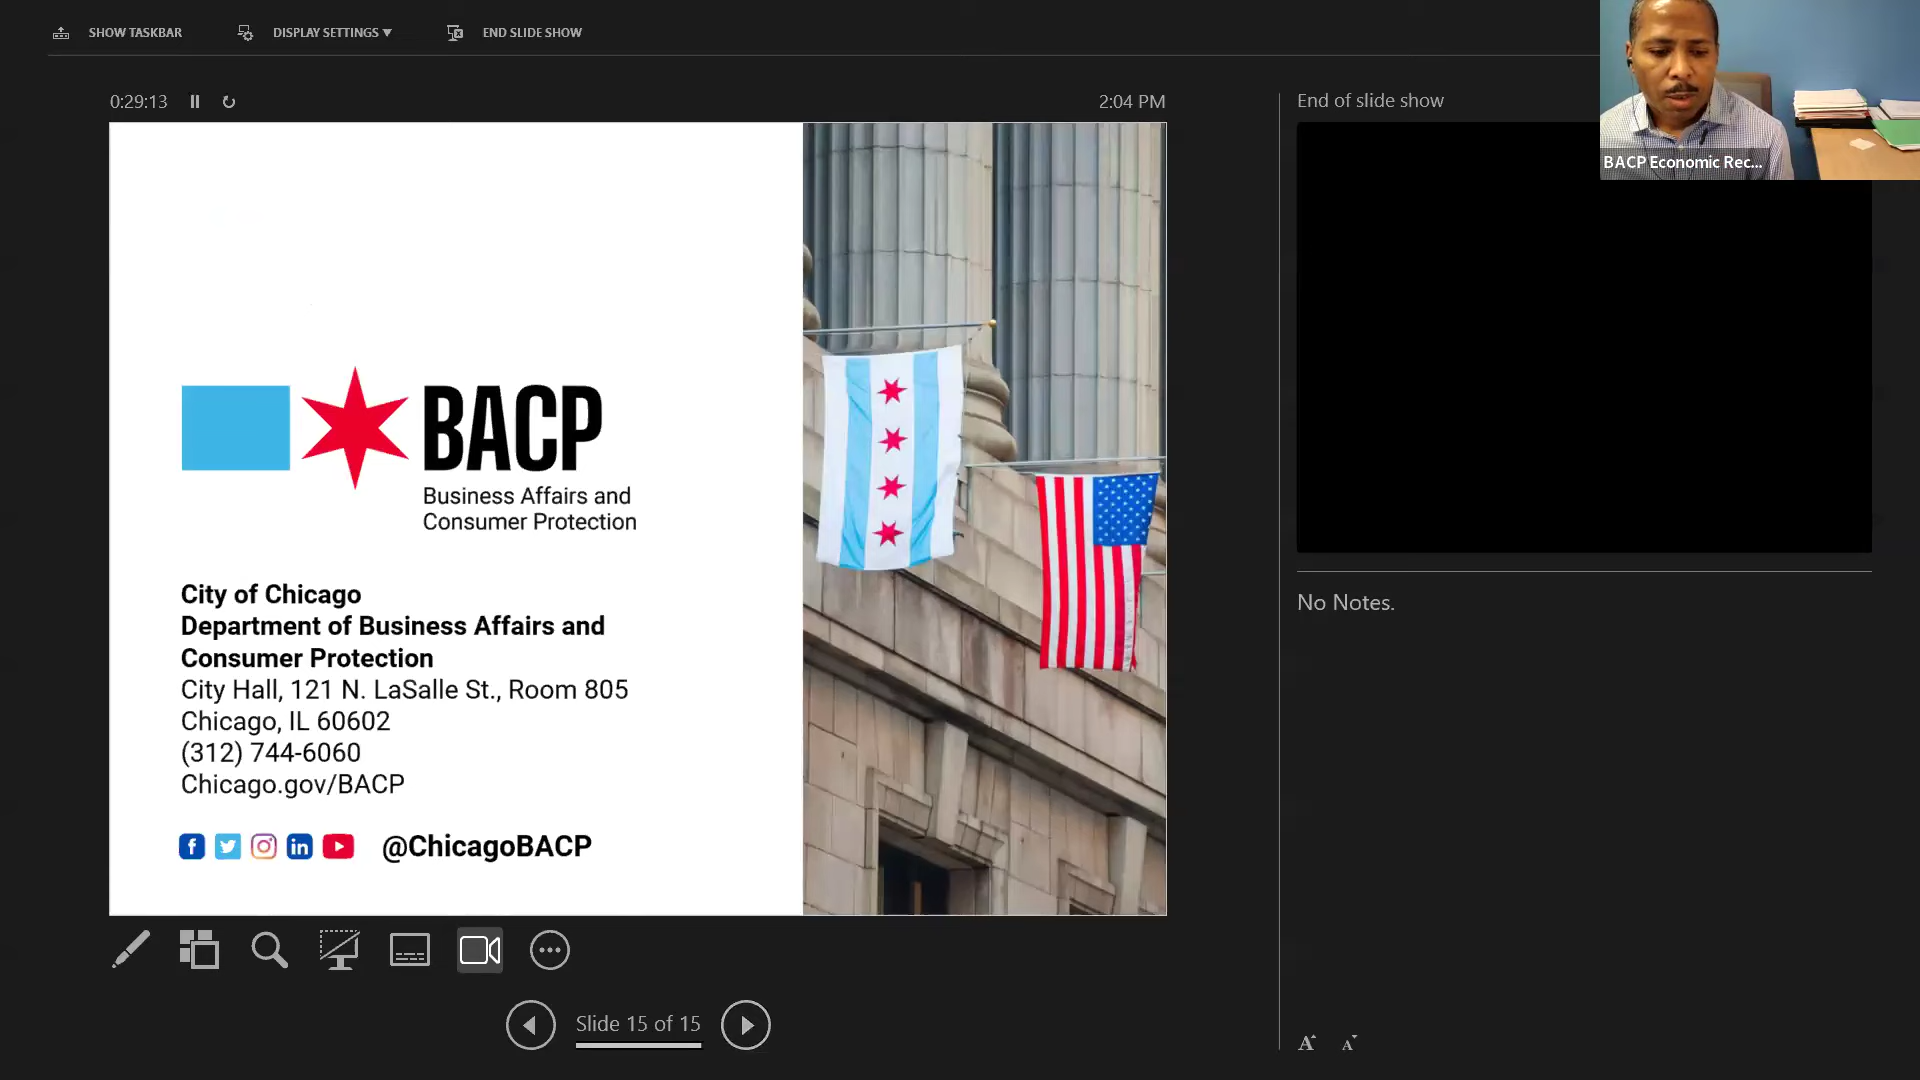 SHOW TASKBAR
DISPLAY SETTINGS ▼
END SLIDE SHOW
0:29:13
2:04 PM
End of slide show
BACP Economic Rec...
BACP
Business Affairs and
Consumer Protection
City of Chicago
Department of Business Affairs and
Consumer Protection
City Hall, 121 N. LaSalle St., Room 805
Chicago, IL 60602
(312) 744-6060
Chicago.gov/BACP
@ChicagoBACP
No Notes.
Slide 15 of 15